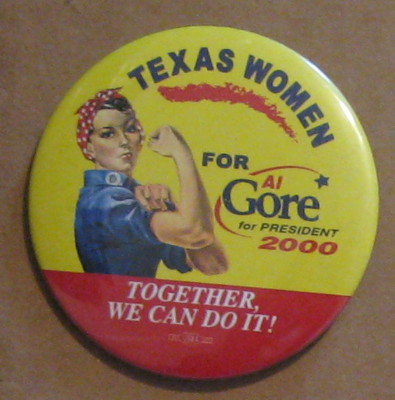 TEXAS WOMEN
FOR
Al
Gore
for PRESIDENT
2000
TOGETHER,
WE CAN DO IT!